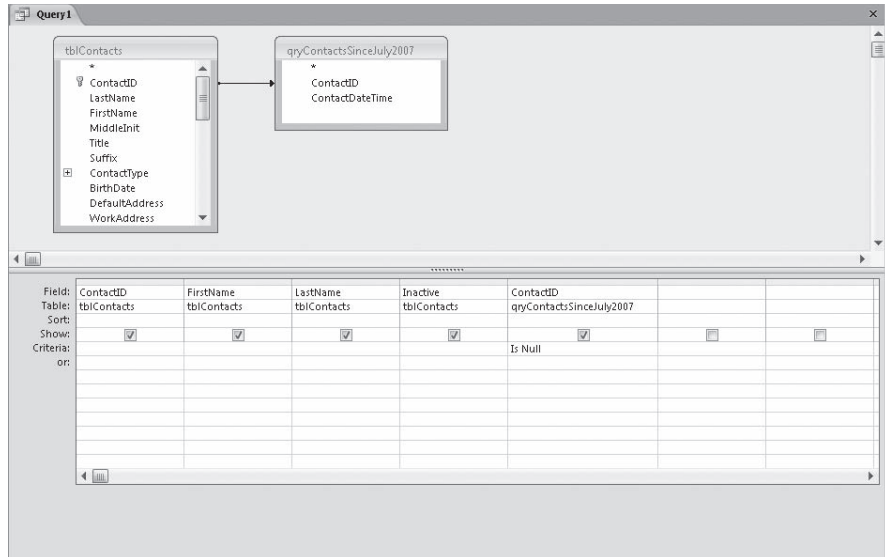 Query1
tblContacts
*
ContactID
LastName
FirstName
MiddleInit
Title
Suffix
ContactType
BirthDate
DefaultAddress
WorkAddress
qryContactsSinceJuly2007
*
ContactID
ContactDateTime
Field: ContactID FirstName LastName Inactive ContactID
Table: tblContacts tblContacts tblContacts tblContacts qryContactsSinceJuly2007
Sort:
Show:
Criteria: Is Null
or: